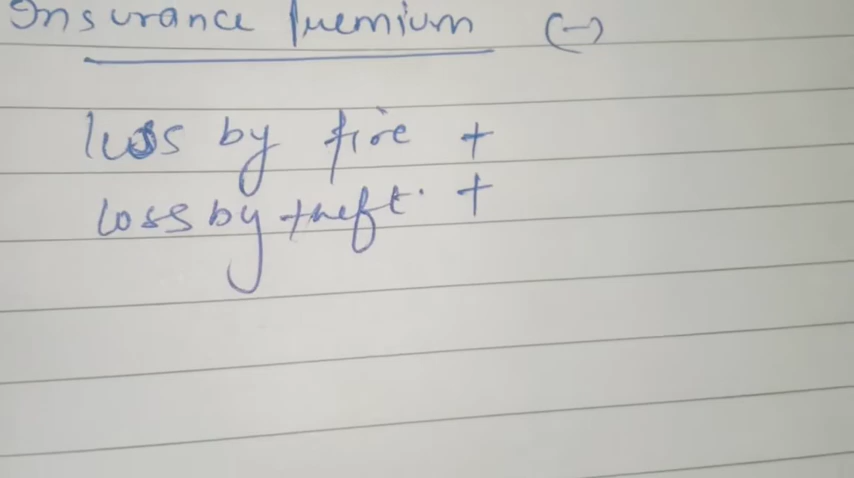 Insurance Premium (-)
loss by fire +
loss by theft. +